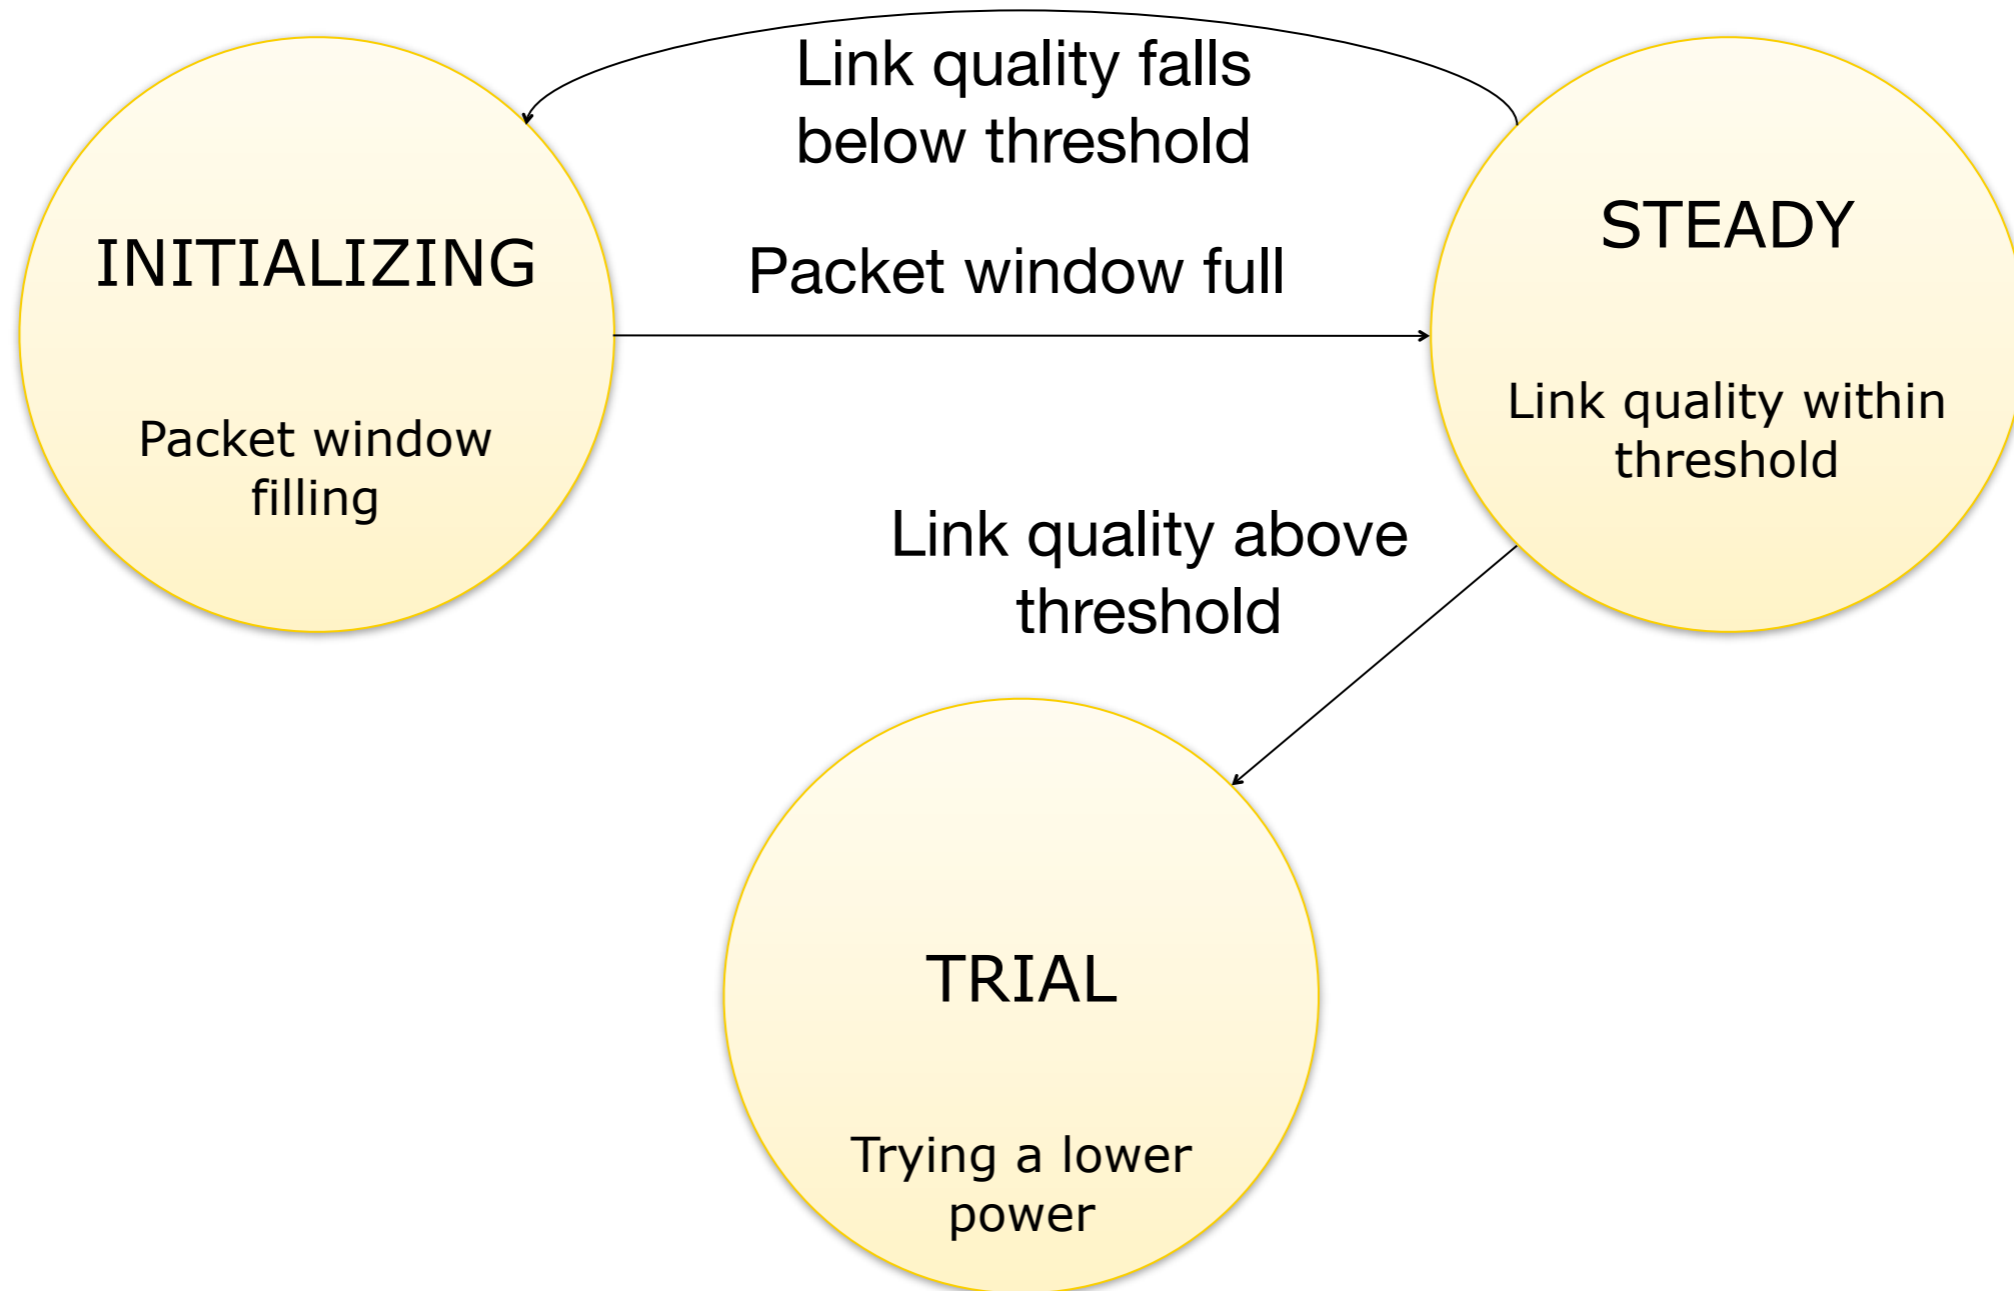 Link quality falls
below threshold
INITIALIZING
Packet window
filling
Packet window full
STEADY
Link quality within
threshold
Link quality above
threshold
TRIAL
Trying a lower
power